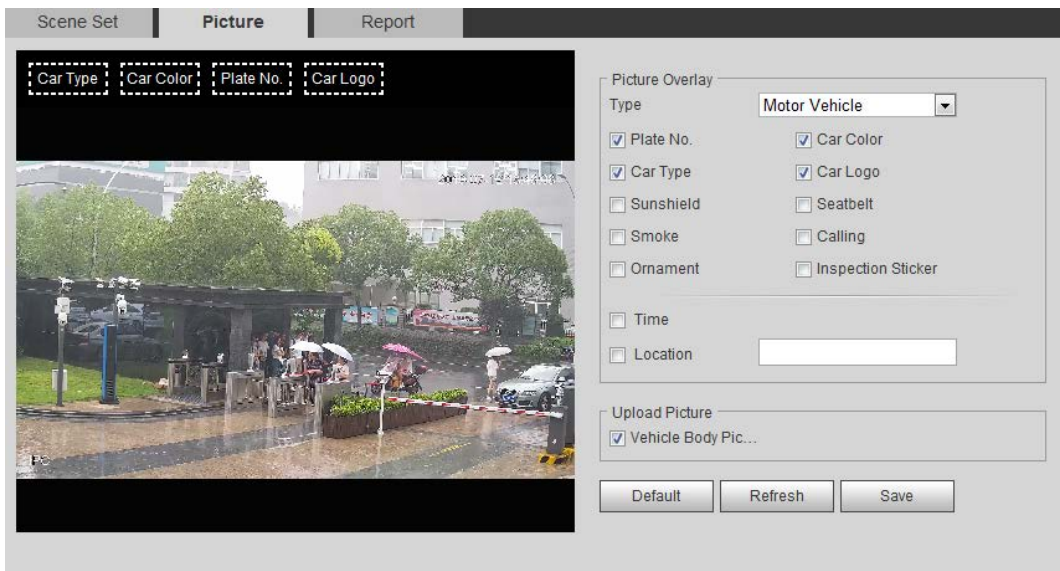 Scene Set Picture Report
Car Type Car Color Plate No. Car Logo
Picture Overlay
Type Motor Vehicle
Plate No. Car Color
Car Type Car Logo
Sunshield Seatbelt
Smoke Calling
Ornament Inspection Sticker
Time
Location
Upload Picture
Vehicle Body Pic...
Default Refresh Save